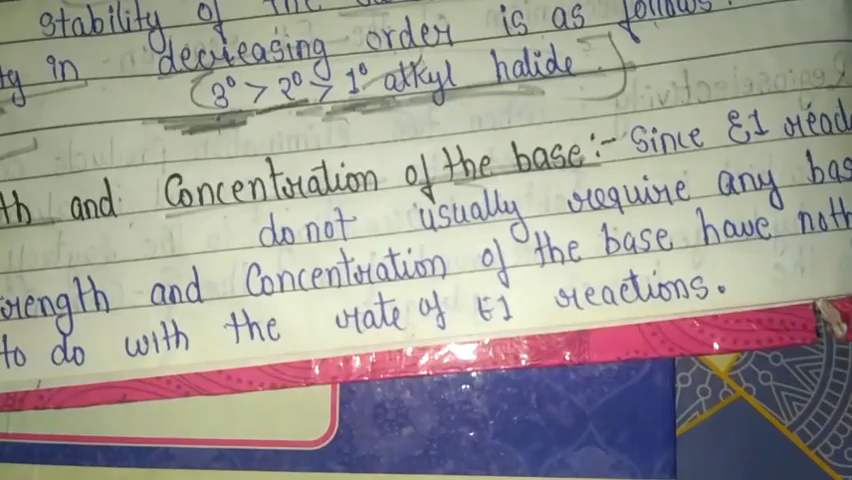 stability of the
ty in decreasing order is as follows:
(3° > 2° > 1° alkyl halide)
th and Concentration of the base:- Since E1 react
do not usually require any bas
rength and Concentration of the base have noth
to do with the rate of E1 reactions.